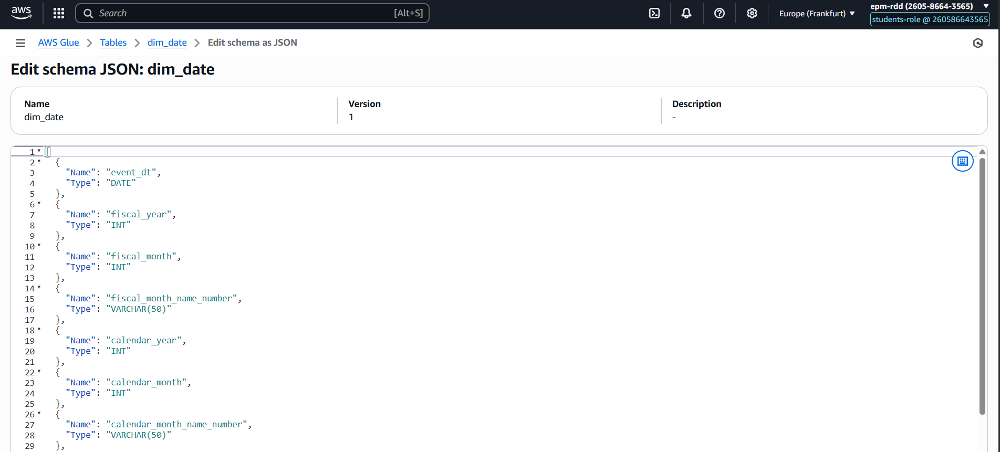 aws
Search [Alt+S]
Europe (Frankfurt)
epm-rdd (2605-8664-3565)
students-role @ 260586643565
AWS Glue
Tables
dim_date
Edit schema as JSON
Edit schema JSON: dim_date
Name
dim_date
Version
1
Description
-
1 [
2 {
3 "Name": "event_dt",
4 "Type": "DATE"
5 },
6 {
7 "Name": "fiscal_year",
8 "Type": "INT"
9 },
10 {
11 "Name": "fiscal_month",
12 "Type": "INT"
13 },
14 {
15 "Name": "fiscal_month_name_number",
16 "Type": "VARCHAR(50)"
17 },
18 {
19 "Name": "calendar_year",
20 "Type": "INT"
21 },
22 {
23 "Name": "calendar_month",
24 "Type": "INT"
25 },
26 {
27 "Name": "calendar_month_name_number",
28 "Type": "VARCHAR(50)"
29 },